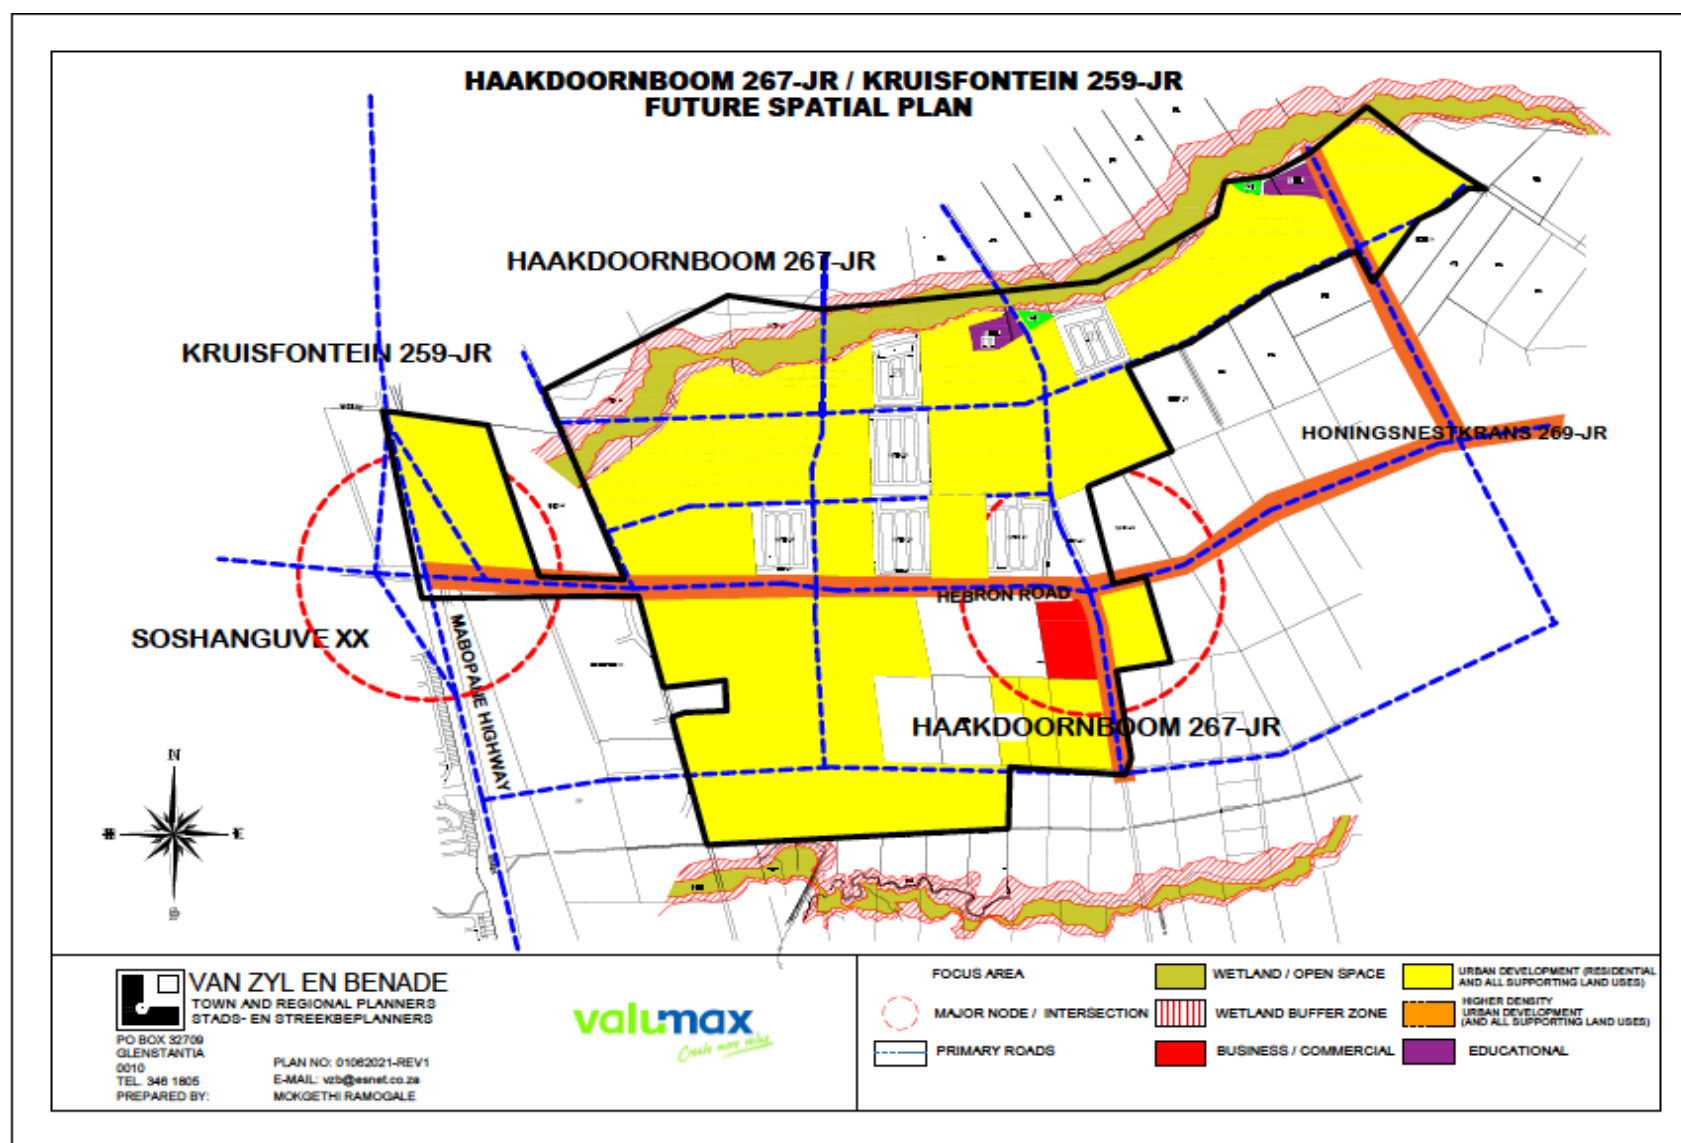 HAAKDOORNBOOM 267-JR / KRUISFONTEIN 259-JR
FUTURE SPATIAL PLAN
HAAKDOORNBOOM 267-JR
KRUISFONTEIN 259-JR
HONINGSNESTKRANS 269-JR
HEBRON ROAD
SOSHANGUVE XX
MABOPANE HIGHWAY
HAAKDOORNBOOM 267-JR
N
E
S
VAN ZYL EN BENADE
TOWN AND REGIONAL PLANNERS
STADS- EN STREEKBEPLANNERS
PO BOX 32709
GLENSTANTIA
0010
TEL. 346 1805
PREPARED BY:
PLAN NO: 01062021-REV1
E-MAIL: vzb@esnet.co.za
MOKGETHI RAMOGALE
valumax
Create more value
FOCUS AREA
MAJOR NODE / INTERSECTION
PRIMARY ROADS
WETLAND / OPEN SPACE
WETLAND BUFFER ZONE
BUSINESS / COMMERCIAL
URBAN DEVELOPMENT (RESIDENTIAL
AND ALL SUPPORTING LAND USES)
HIGHER DENSITY
URBAN DEVELOPMENT
(AND ALL SUPPORTING LAND USES)
EDUCATIONAL